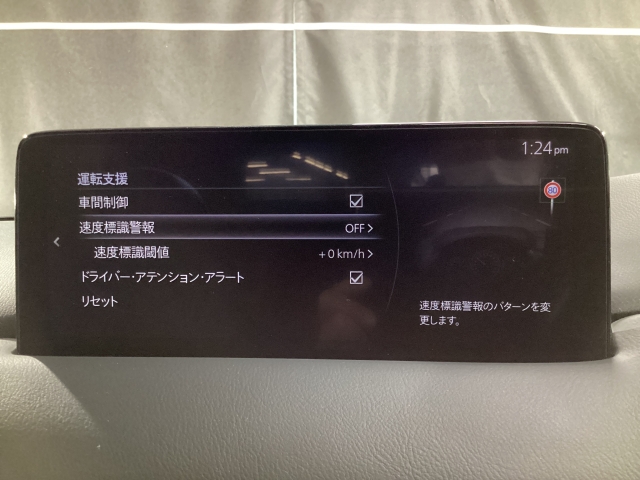 1:24 pm
運転支援
車間制御
速度標識警報 OFF
速度標識閾値 +0 km/h
ドライバー・アテンション・アラート
リセット
80
速度標識警報のパターンを変
更します。